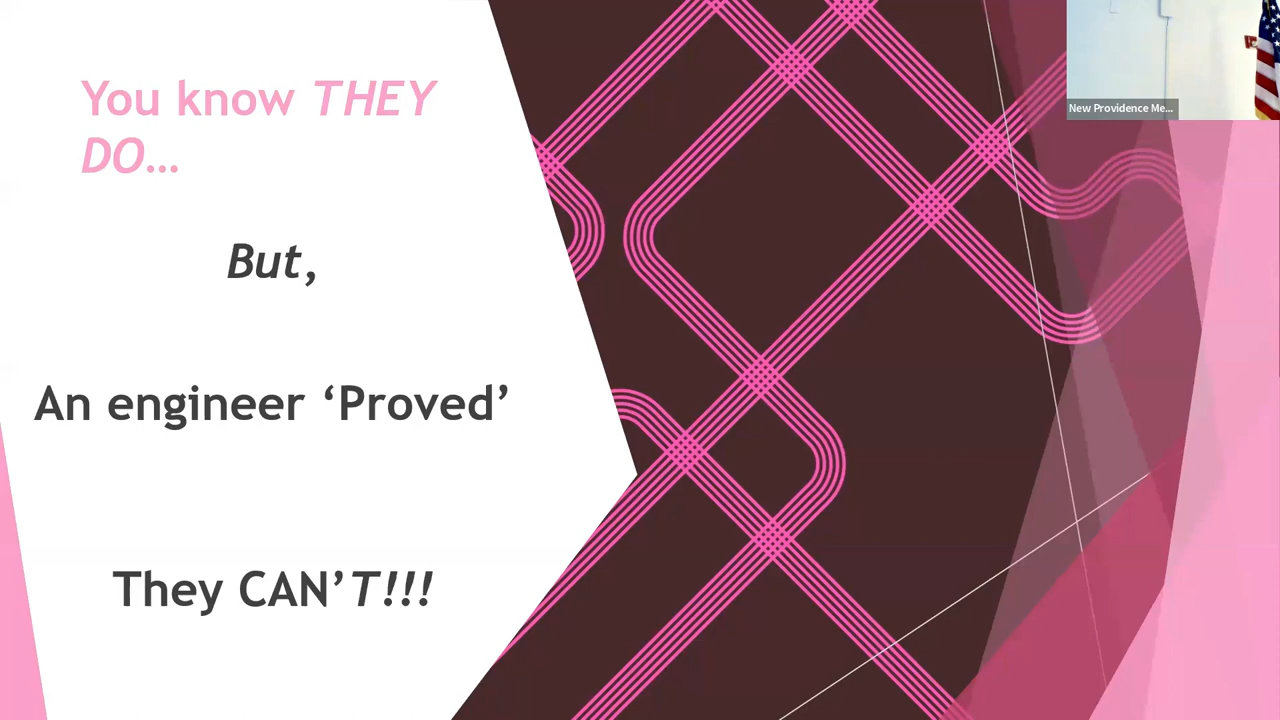 You know THEY
DO...
But,
An engineer ‘Proved’
They CAN’T!!!
New Providence Me...